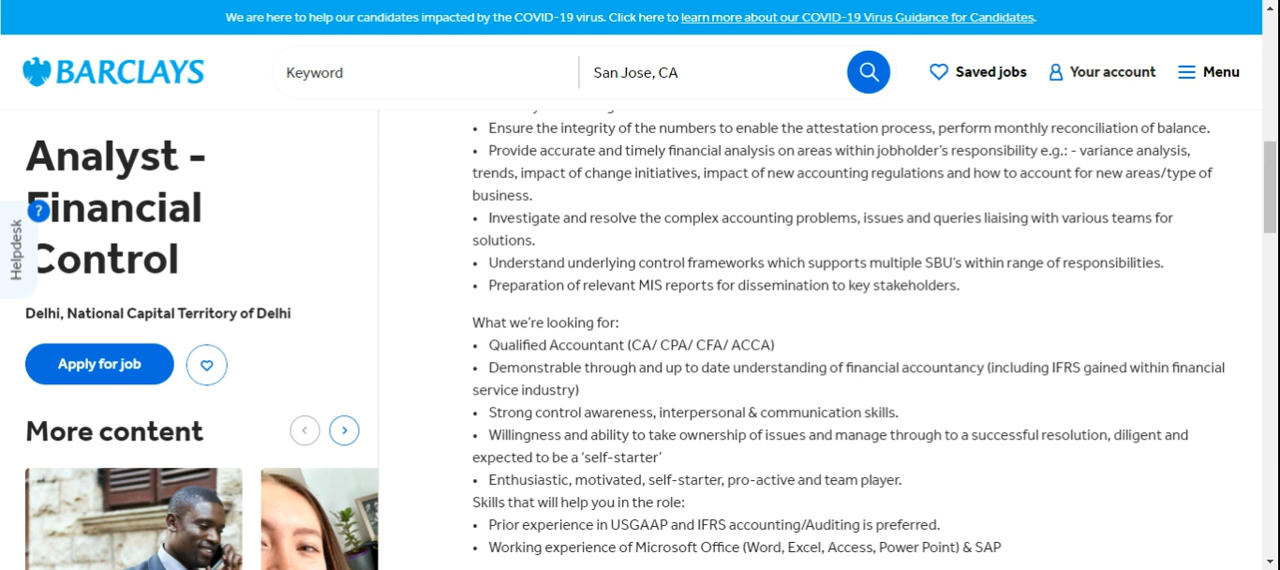 We are here to help our candidates impacted by the COVID-19 virus. Click here to learn more about our COVID-19 Virus Guidance for Candidates.
BARCLAYS
Keyword
San Jose, CA
Saved jobs
Your account
Menu
Analyst -
Financial
Control
?
Helpdesk
Delhi, National Capital Territory of Delhi
Apply for job
More content
• Ensure the integrity of the numbers to enable the attestation process, perform monthly reconciliation of balance.
• Provide accurate and timely financial analysis on areas within jobholder's responsibility e.g.: - variance analysis,
trends, impact of change initiatives, impact of new accounting regulations and how to account for new areas/type of
business.
• Investigate and resolve the complex accounting problems, issues and queries liaising with various teams for
solutions.
• Understand underlying control frameworks which supports multiple SBU's within range of responsibilities.
• Preparation of relevant MIS reports for dissemination to key stakeholders.
What we're looking for:
• Qualified Accountant (CA/ CPA/ CFA/ ACCA)
• Demonstrable through and up to date understanding of financial accountancy (including IFRS gained within financial
service industry)
• Strong control awareness, interpersonal & communication skills.
• Willingness and ability to take ownership of issues and manage through to a successful resolution, diligent and
expected to be a 'self-starter'
• Enthusiastic, motivated, self-starter, pro-active and team player.
Skills that will help you in the role:
• Prior experience in USGAAP and IFRS accounting/Auditing is preferred.
• Working experience of Microsoft Office (Word, Excel, Access, Power Point) & SAP